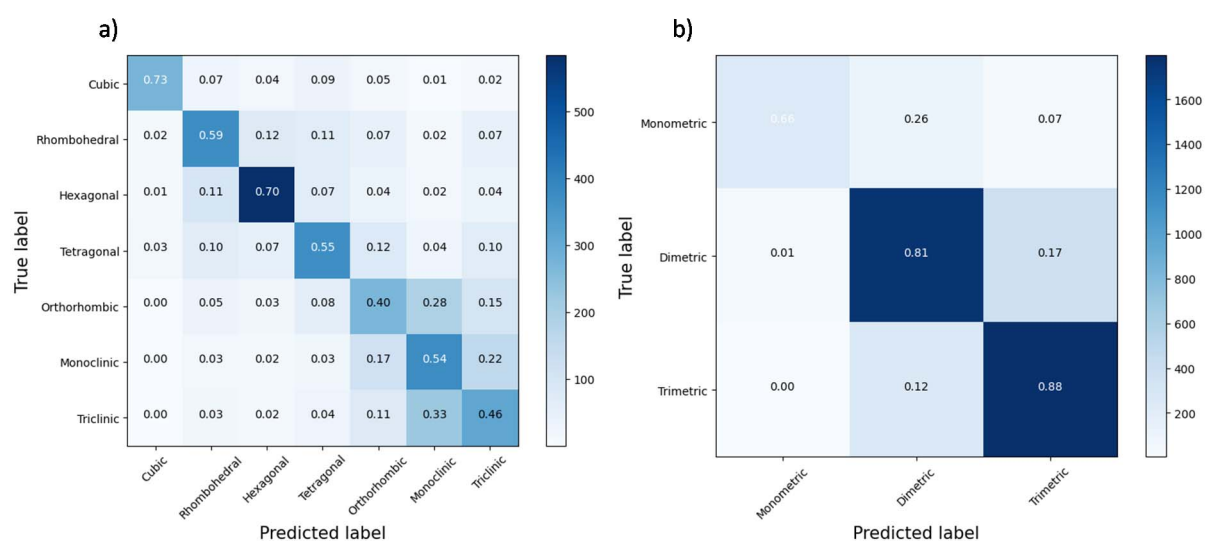 a)
True label
Cubic 0.73 0.07 0.04 0.09 0.05 0.01 0.02
Rhombohedral 0.02 0.59 0.12 0.11 0.07 0.02 0.07
Hexagonal 0.01 0.11 0.70 0.07 0.04 0.02 0.04
Tetragonal 0.03 0.10 0.07 0.55 0.12 0.04 0.10
Orthorhombic 0.00 0.05 0.03 0.08 0.40 0.28 0.15
Monoclinic 0.00 0.03 0.02 0.03 0.17 0.54 0.22
Triclinic 0.00 0.03 0.02 0.04 0.11 0.33 0.46
Cubic Rhombohedral Hexagonal Tetragonal Orthorhombic Monoclinic Triclinic
Predicted label
500
400
300
200
100
b)
True label
Monometric 0.66 0.26 0.07
Dimetric 0.01 0.81 0.17
Trimetric 0.00 0.12 0.88
Monometric Dimetric Trimetric
Predicted label
1600
1400
1200
1000
800
600
400
200